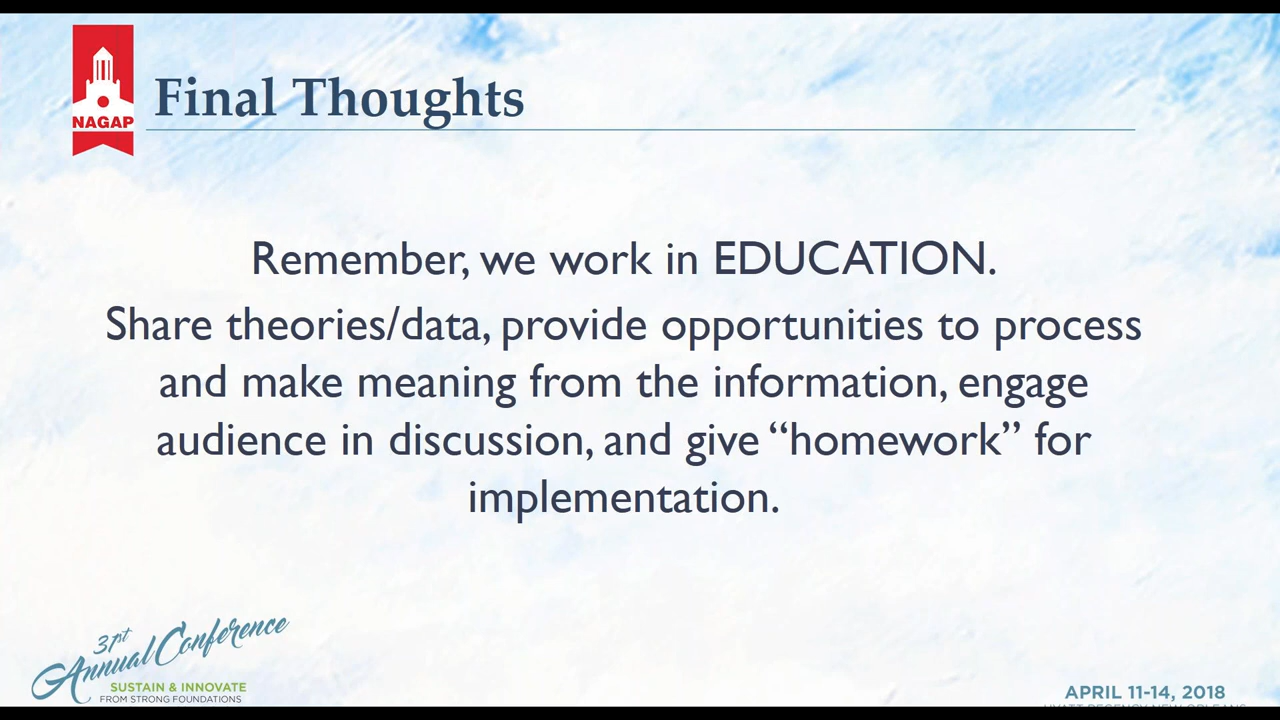 NAGAP
Final Thoughts
Remember, we work in EDUCATION.
Share theories/data, provide opportunities to process
and make meaning from the information, engage
audience in discussion, and give “homework” for
implementation.
31st
Annual Conference
SUSTAIN & INNOVATE
FROM STRONG FOUNDATIONS
APRIL 11-14, 2018